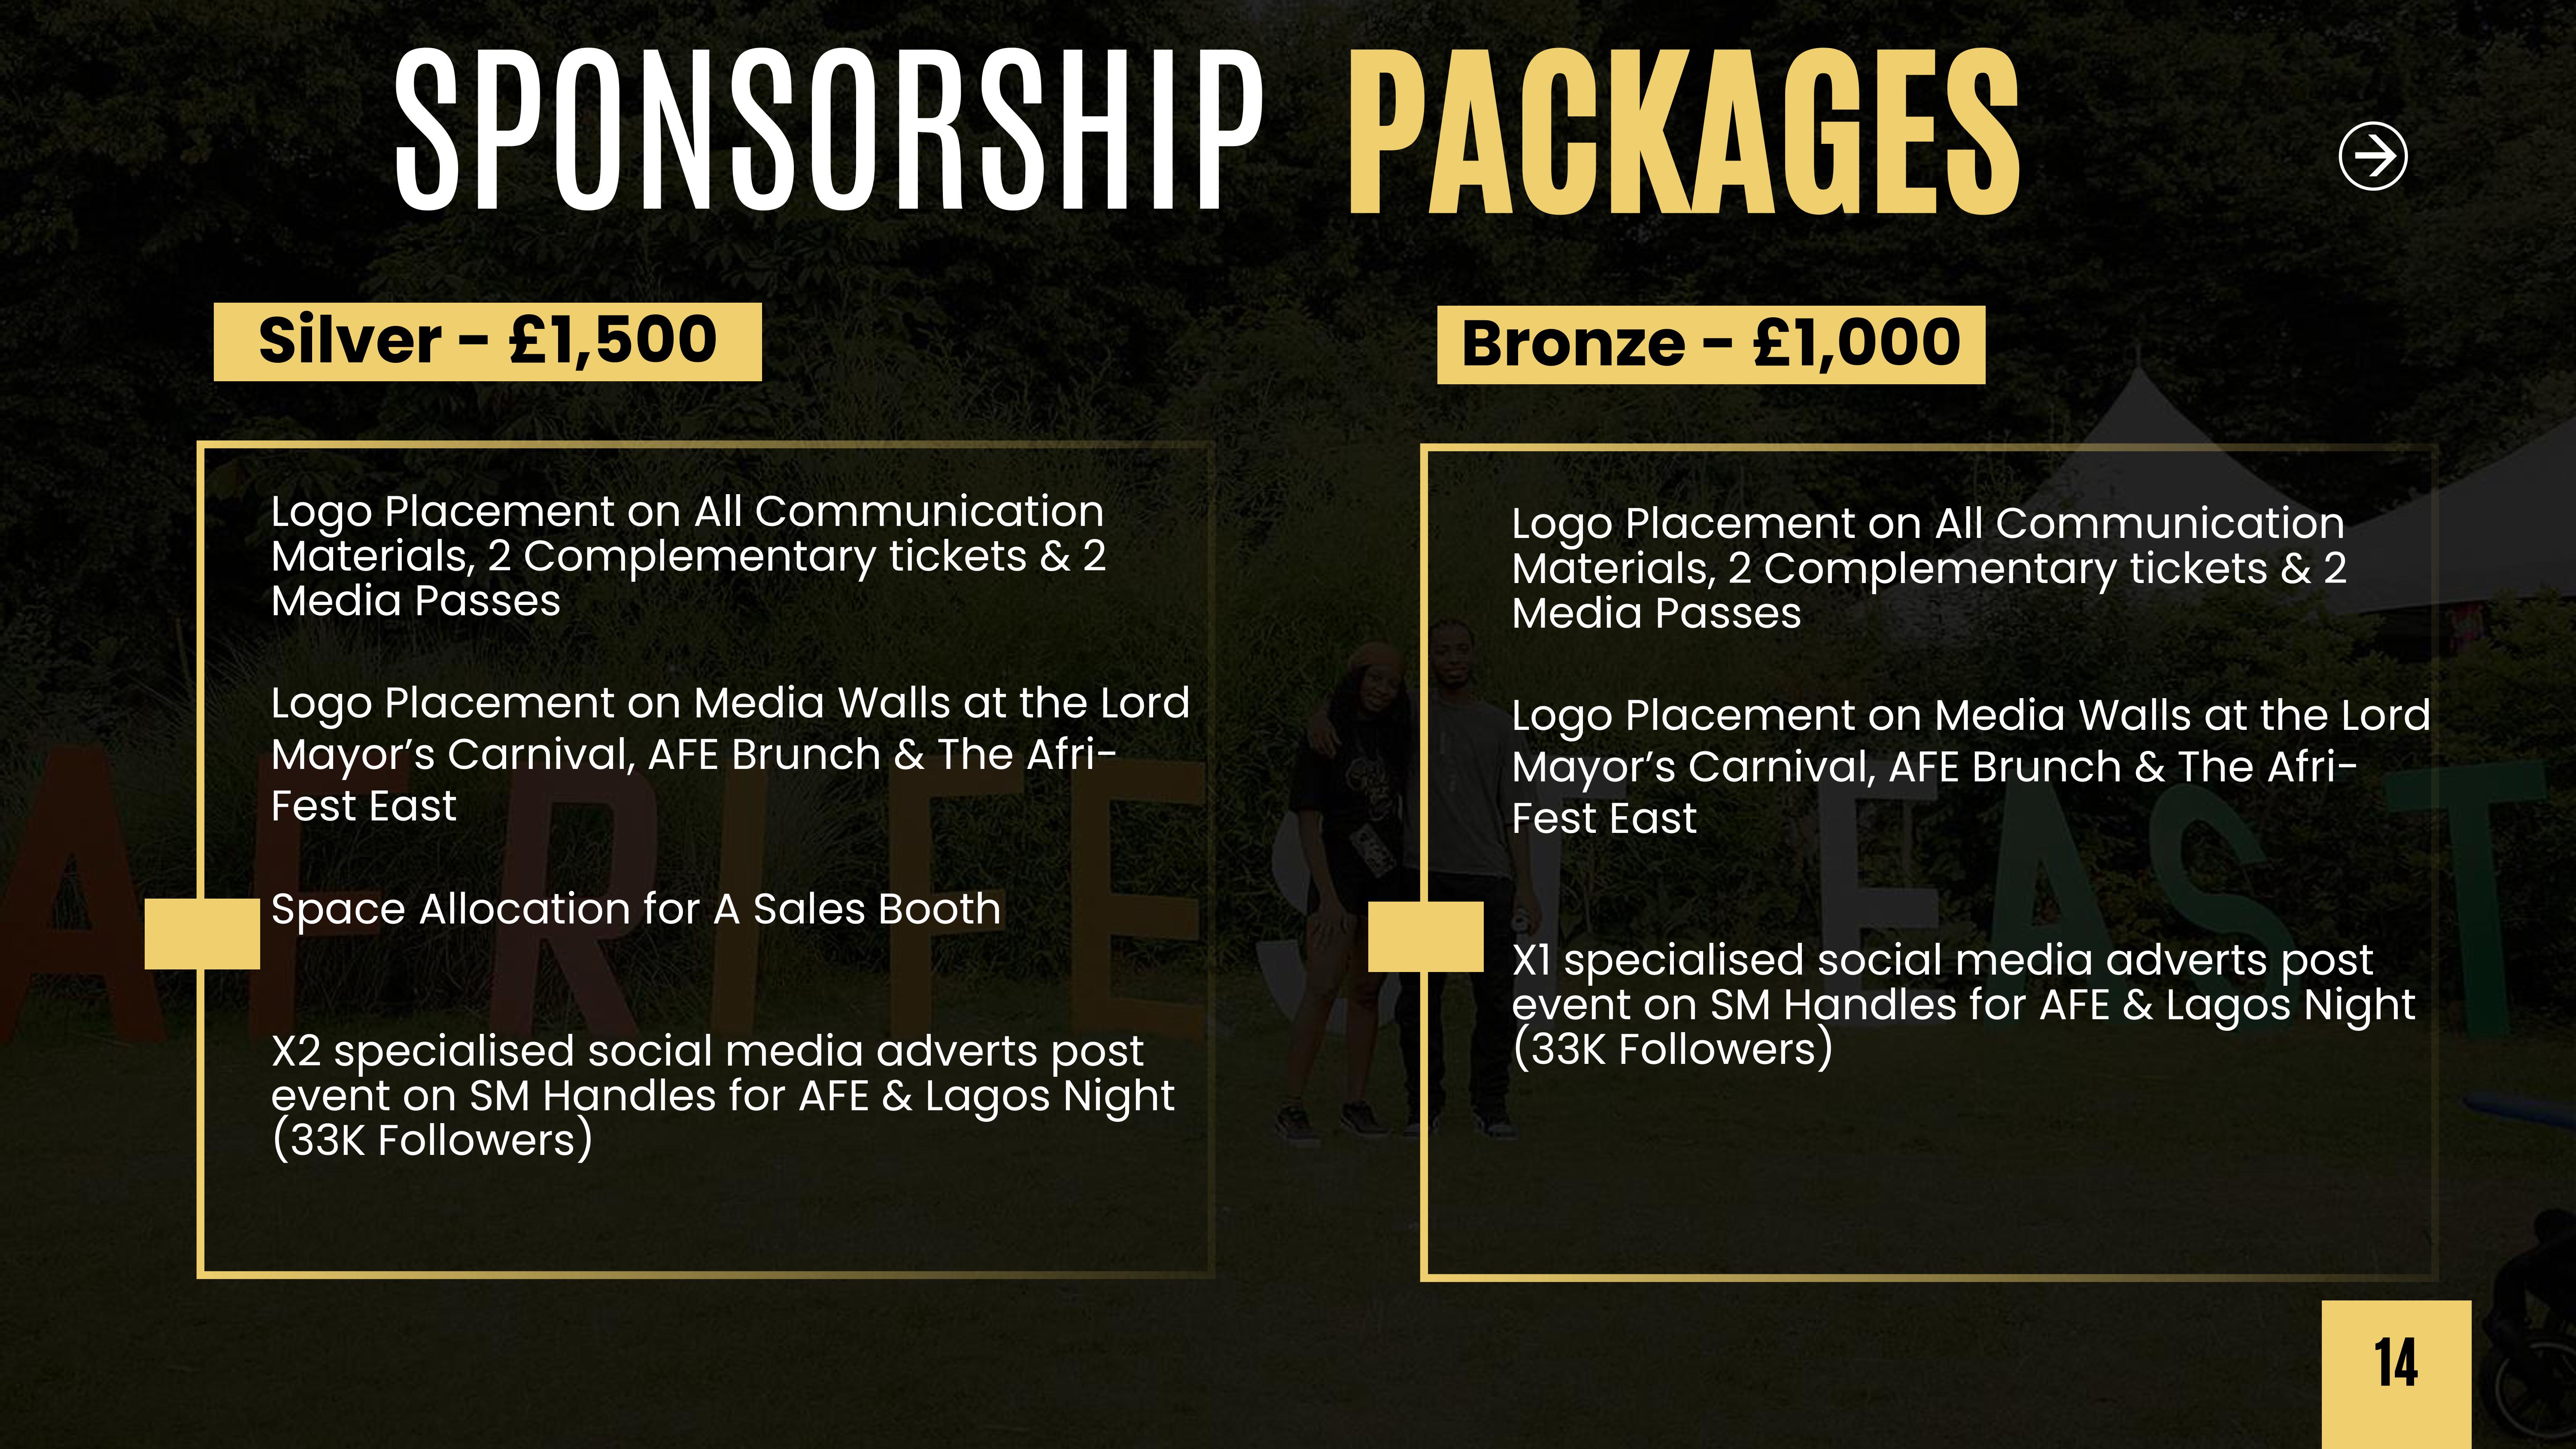 SPONSORSHIP PACKAGES
Silver - £1,500
Logo Placement on All Communication
Materials, 2 Complementary tickets & 2
Media Passes
Logo Placement on Media Walls at the Lord
Mayor’s Carnival, AFE Brunch & The Afri-
Fest East
Space Allocation for A Sales Booth
X2 specialised social media adverts post
event on SM Handles for AFE & Lagos Night
(33K Followers)
Bronze - £1,000
Logo Placement on All Communication
Materials, 2 Complementary tickets & 2
Media Passes
Logo Placement on Media Walls at the Lord
Mayor’s Carnival, AFE Brunch & The Afri-
Fest East
X1 specialised social media adverts post
event on SM Handles for AFE & Lagos Night
(33K Followers)
AFRIFEST EAST
14